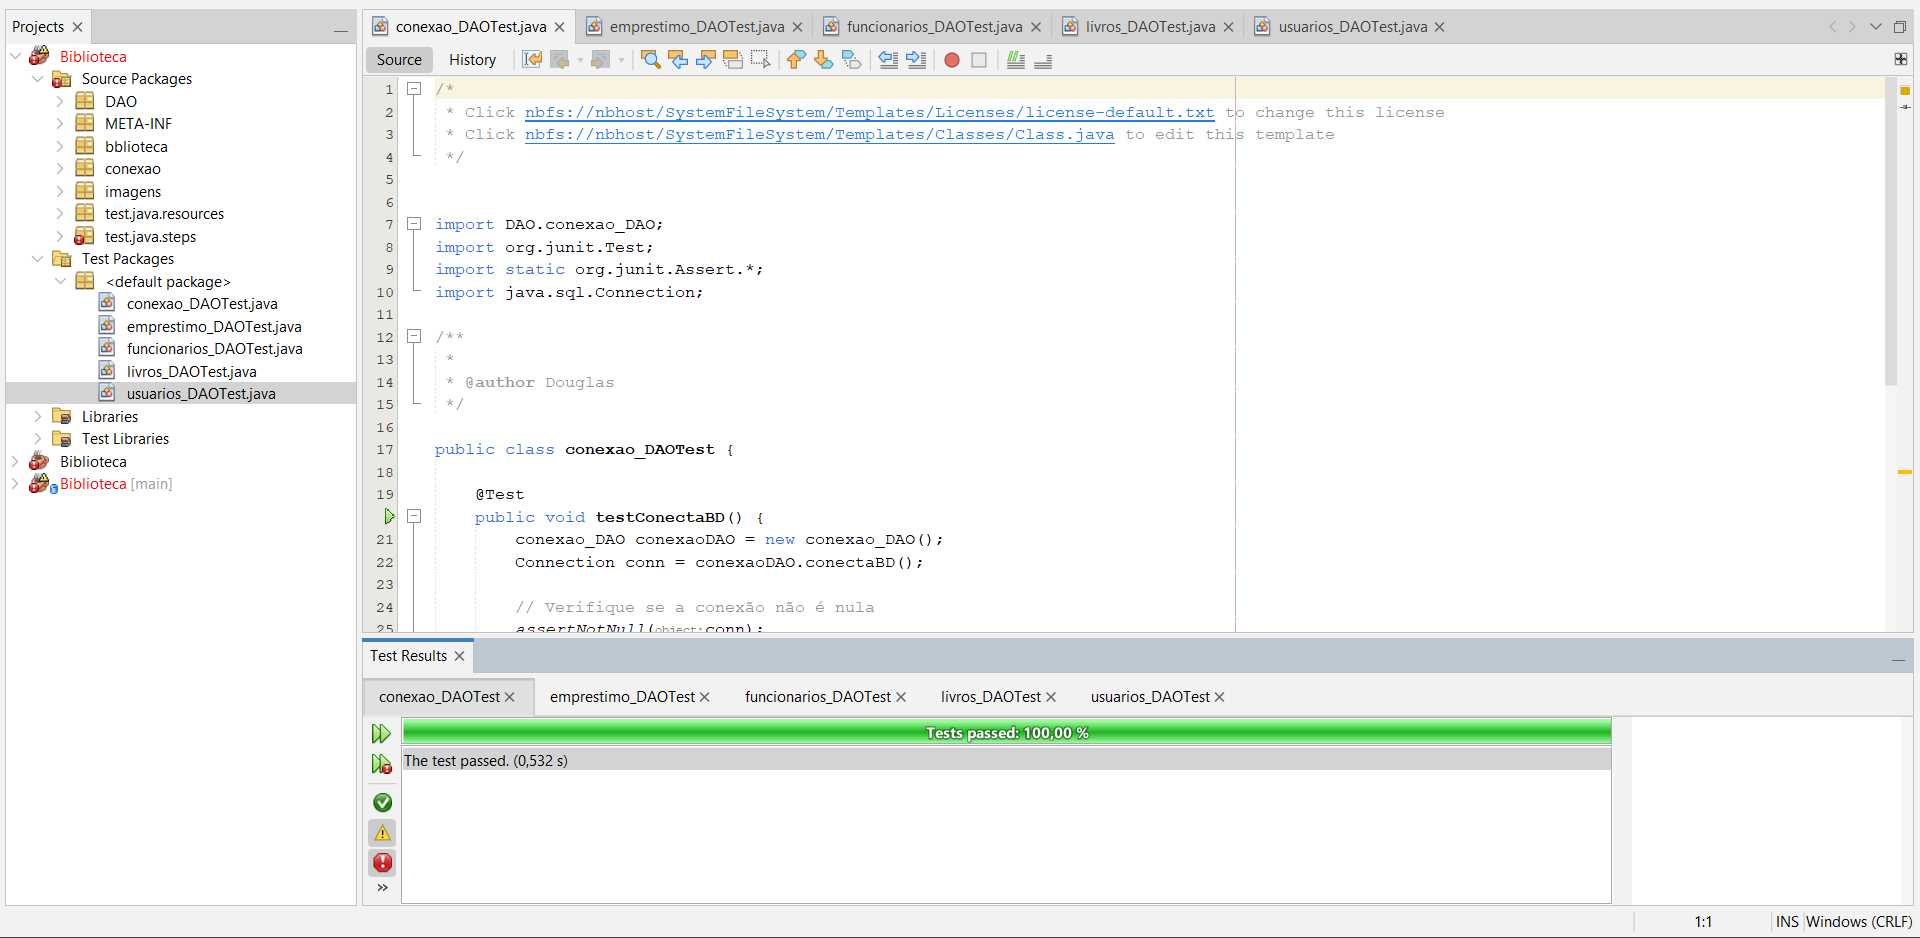 Projects
Biblioteca
Source Packages
DAO
META-INF
bblioteca
conexao
imagens
test.java.resources
test.java.steps
Test Packages
<default package>
conexao_DAOTest.java
emprestimo_DAOTest.java
funcionarios_DAOTest.java
livros_DAOTest.java
usuarios_DAOTest.java
Libraries
Test Libraries
Biblioteca
Biblioteca [main]
conexao_DAOTest.java emprestimo_DAOTest.java funcionarios_DAOTest.java livros_DAOTest.java usuarios_DAOTest.java
Source History
1 /*
2 * Click nbfs://nbhost/SystemFileSystem/Templates/Licenses/license-default.txt to change this license
3 * Click nbfs://nbhost/SystemFileSystem/Templates/Classes/Class.java to edit this template
4 */
5
6
7 import DAO.conexao_DAO;
8 import org.junit.Test;
9 import static org.junit.Assert.*;
10 import java.sql.Connection;
11
12 /**
13 *
14 * @author Douglas
15 */
16
17 public class conexao_DAOTest {
18
19 @Test
public void testConectaBD() {
21 conexao_DAO conexaoDAO = new conexao_DAO();
22 Connection conn = conexaoDAO.conectaBD();
23
24 // Verifique se a conexão não é nula
25 assertNotNull(object:conn);
Test Results
conexao_DAOTest emprestimo_DAOTest funcionarios_DAOTest livros_DAOTest usuarios_DAOTest
Tests passed: 100,00 %
The test passed. (0,532 s)
1:1 INS Windows (CRLF)